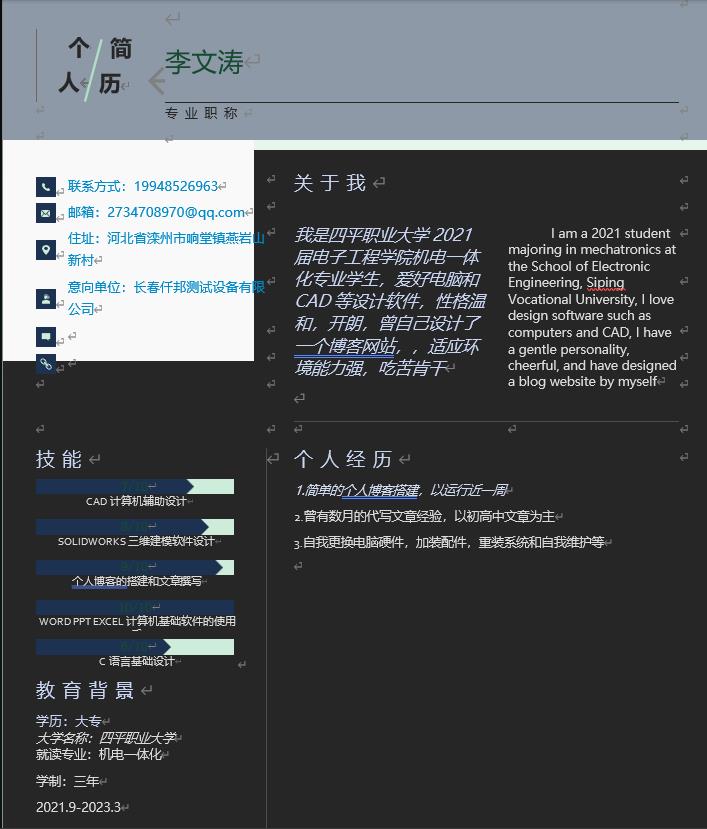 个 简
人 历
李文涛
专业职称
联系方式：19948526963
邮箱：2734708970@qq.com
住址：河北省滦州市响堂镇燕岩山
新村
意向单位：长春仟邦测试设备有限
公司
关于我
我是四平职业大学 2021
届电子工程学院机电一体
化专业学生，爱好电脑和
CAD 等设计软件，性格温
和，开朗，曾自己设计了
一个博客网站，，适应环
境能力强，吃苦肯干
I am a 2021 student
majoring in mechatronics at
the School of Electronic
Engineering, Siping
Vocational University, I love
design software such as
computers and CAD, I have
a gentle personality,
cheerful, and have designed
a blog website by myself
技能
7/10
CAD 计算机辅助设计
8/10
SOLIDWORKS 三维建模软件设计
9/10
个人博客的搭建和文章撰写
10/10
WORD PPT EXCEL 计算机基础软件的使用
6/10
C 语言基础设计
个人经历
1.简单的个人博客搭建，以运行近一周
2.曾有数月的代写文章经验，以初高中文章为主
3.自我更换电脑硬件，加装配件，重装系统和自我维护等
教育背景
学历：大专
大学名称：四平职业大学
就读专业：机电一体化
学制：三年
2021.9-2023.3